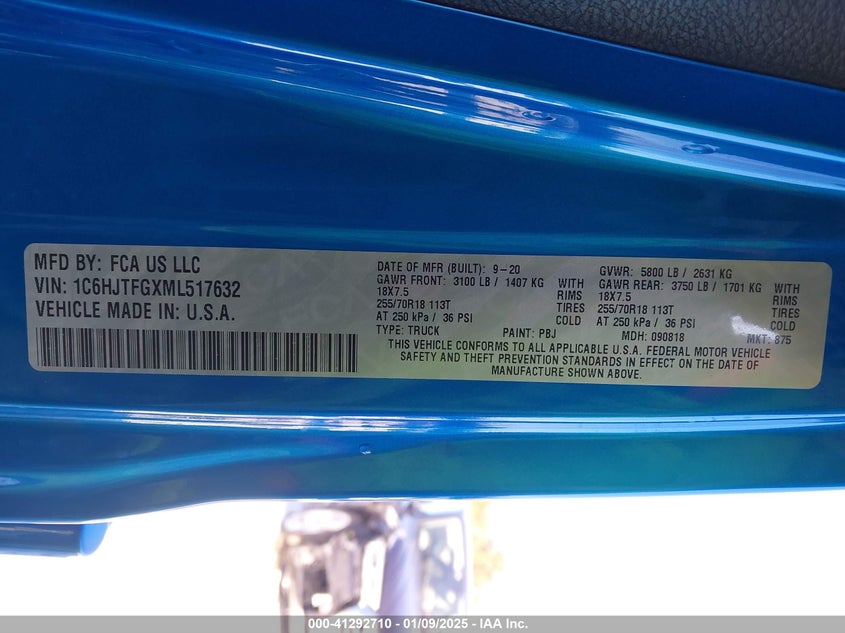 MFD BY: FCA US LLC
VIN: 1C6HJTFGXML517632
VEHICLE MADE IN: U.S.A.
DATE OF MFR (BUILT): 9-20
GAWR FRONT: 3100 LB / 1407 KG WITH
18X7.5 RIMS
255/70R18 113T TIRES
AT 250 kPa / 36 PSI COLD
TYPE: TRUCK PAINT: PBJ
GVWR: 5800 LB / 2631 KG
GAWR REAR: 3750 LB / 1701 KG WITH
18X7.5 RIMS
255/70R18 113T TIRES
AT 250 kPa / 36 PSI COLD
MDH: 090818 MKT: 875
THIS VEHICLE CONFORMS TO ALL APPLICABLE U.S.A. FEDERAL MOTOR VEHICLE
SAFETY AND THEFT PREVENTION STANDARDS IN EFFECT ON THE DATE OF
MANUFACTURE SHOWN ABOVE.
000-41292710 - 01/09/2025 - IAA Inc.